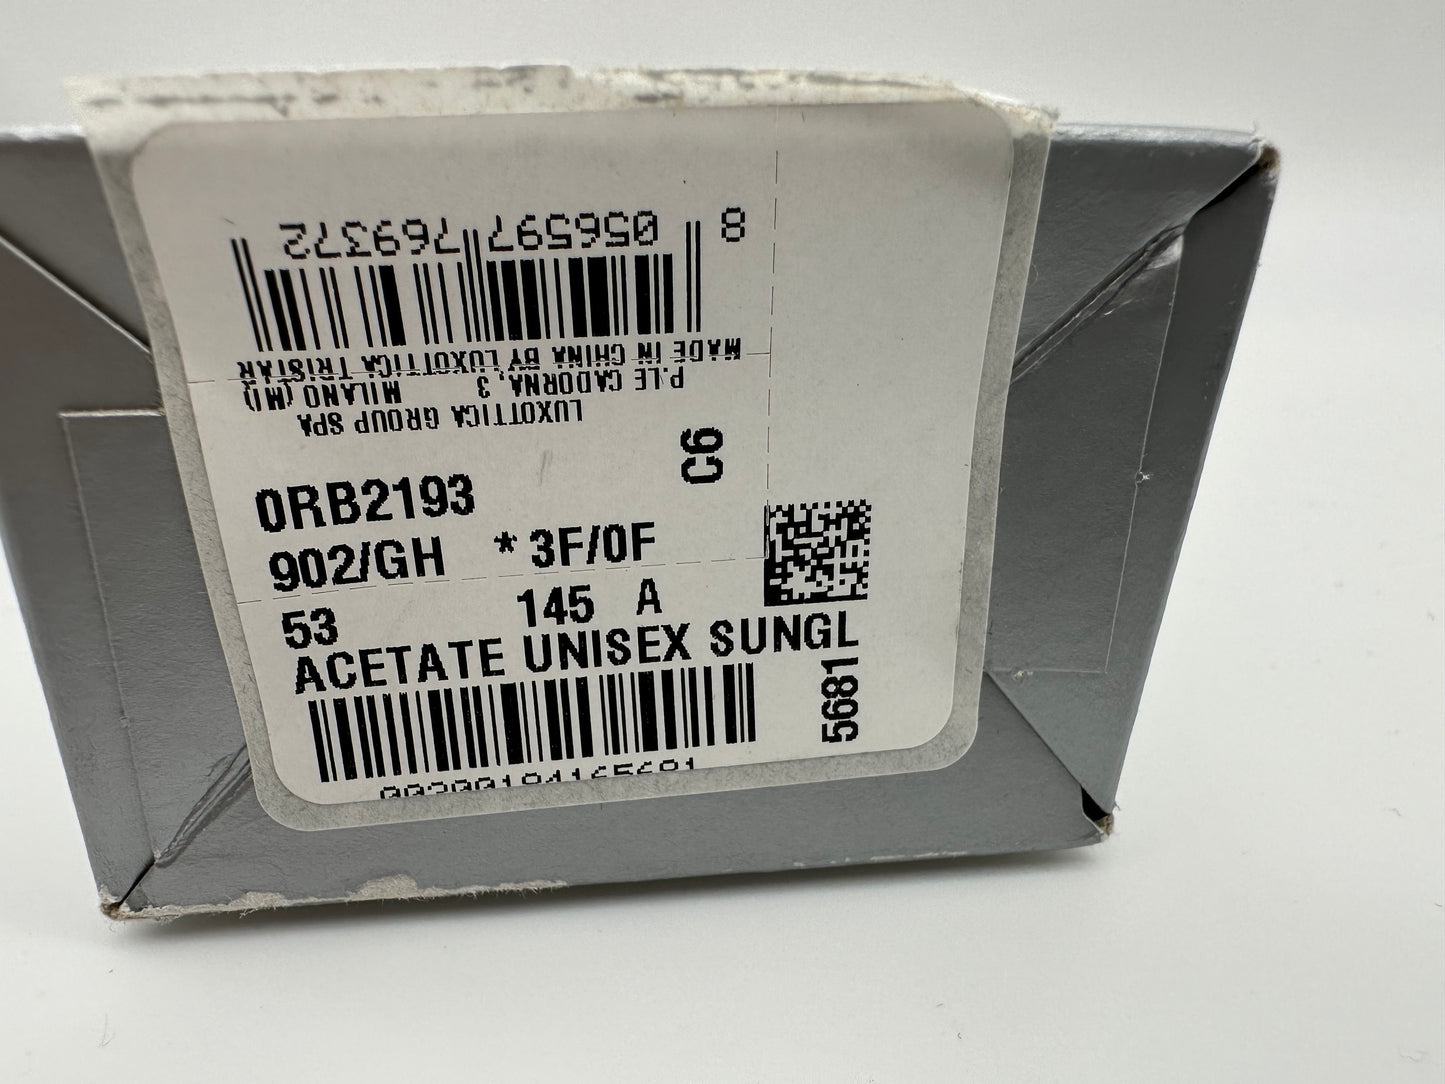 8 056597 769372
MADE IN CHINA BY LUXOTTICA TRISTAR
P.LE CADORNA, 3 MILANO (MI)
LUXOTTICA GROUP SPA
C6
0RB2193
902/GH * 3F/0F
53 145 A
ACETATE UNISEX SUNGL
5681